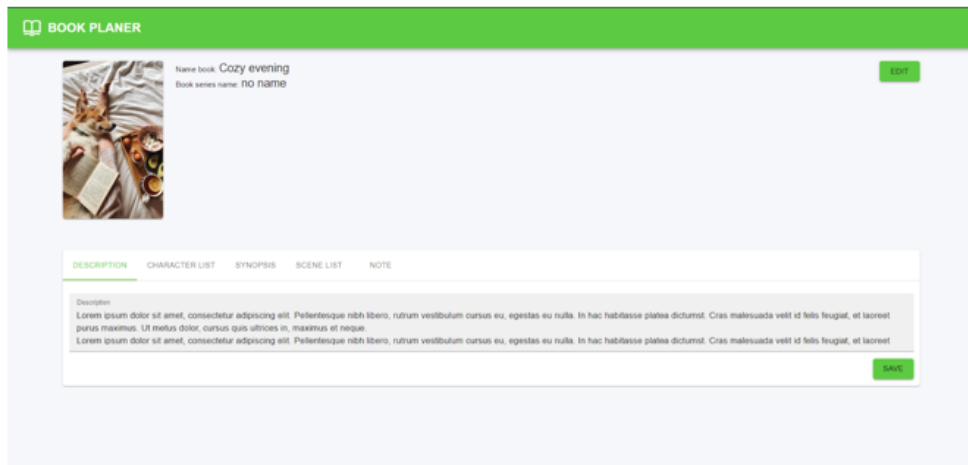 BOOK PLANER
Name book: Cozy evening
Book series name: no name
EDIT
DESCRIPTION CHARACTER LIST SYNOPSIS SCENE LIST NOTE
Description
Lorem ipsum dolor sit amet, consectetur adipiscing elit. Pellentesque nibh libero, rutrum vestibulum cursus eu, egestas eu nulla. In hac habitasse platea dictumst. Cras malesuada velit id felis feugiat, et laoreet
purus maximus. Ut metus dolor, cursus quis ultrices in, maximus et neque.
Lorem ipsum dolor sit amet, consectetur adipiscing elit. Pellentesque nibh libero, rutrum vestibulum cursus eu, egestas eu nulla. In hac habitasse platea dictumst. Cras malesuada velit id felis feugiat, et laoreet
SAVE